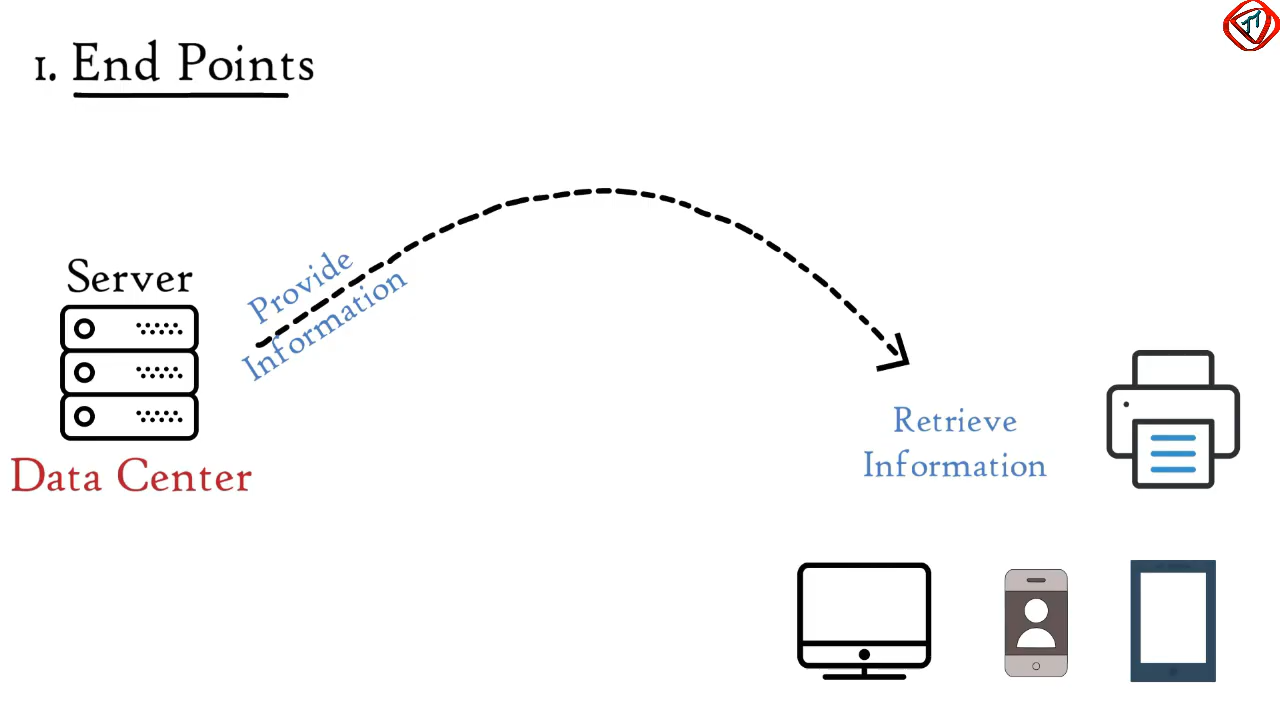 1. End Points
Server
Provide
Information
Data Center
Retrieve
Information